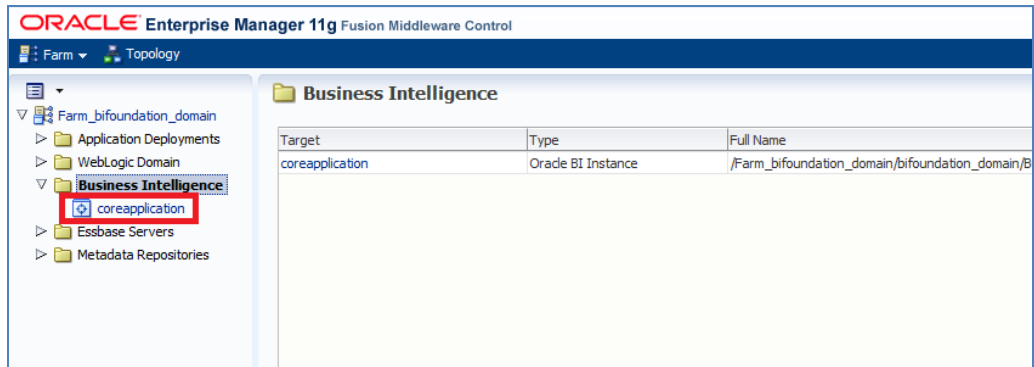 ORACLE Enterprise Manager 11g Fusion Middleware Control
Farm Topology
Farm_bifoundation_domain
Application Deployments
WebLogic Domain
Business Intelligence
coreapplication
Essbase Servers
Metadata Repositories
Business Intelligence
Target Type Full Name
coreapplication Oracle BI Instance /Farm_bifoundation_domain/bifoundation_domain/B